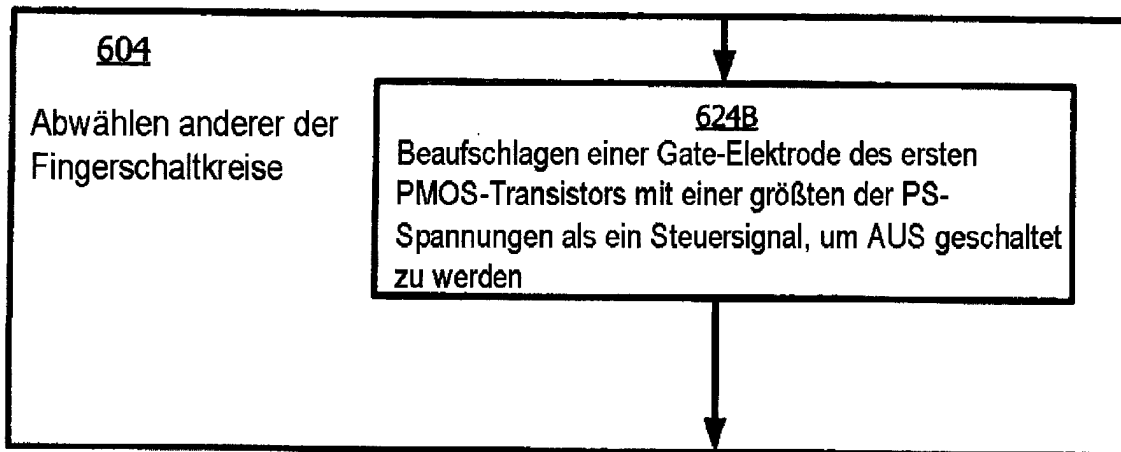 604
Abwählen anderer der
Fingerschaltkreise
624B
Beaufschlagen einer Gate-Elektrode des ersten
PMOS-Transistors mit einer größten der PS-
Spannungen als ein Steuersignal, um AUS geschaltet
zu werden